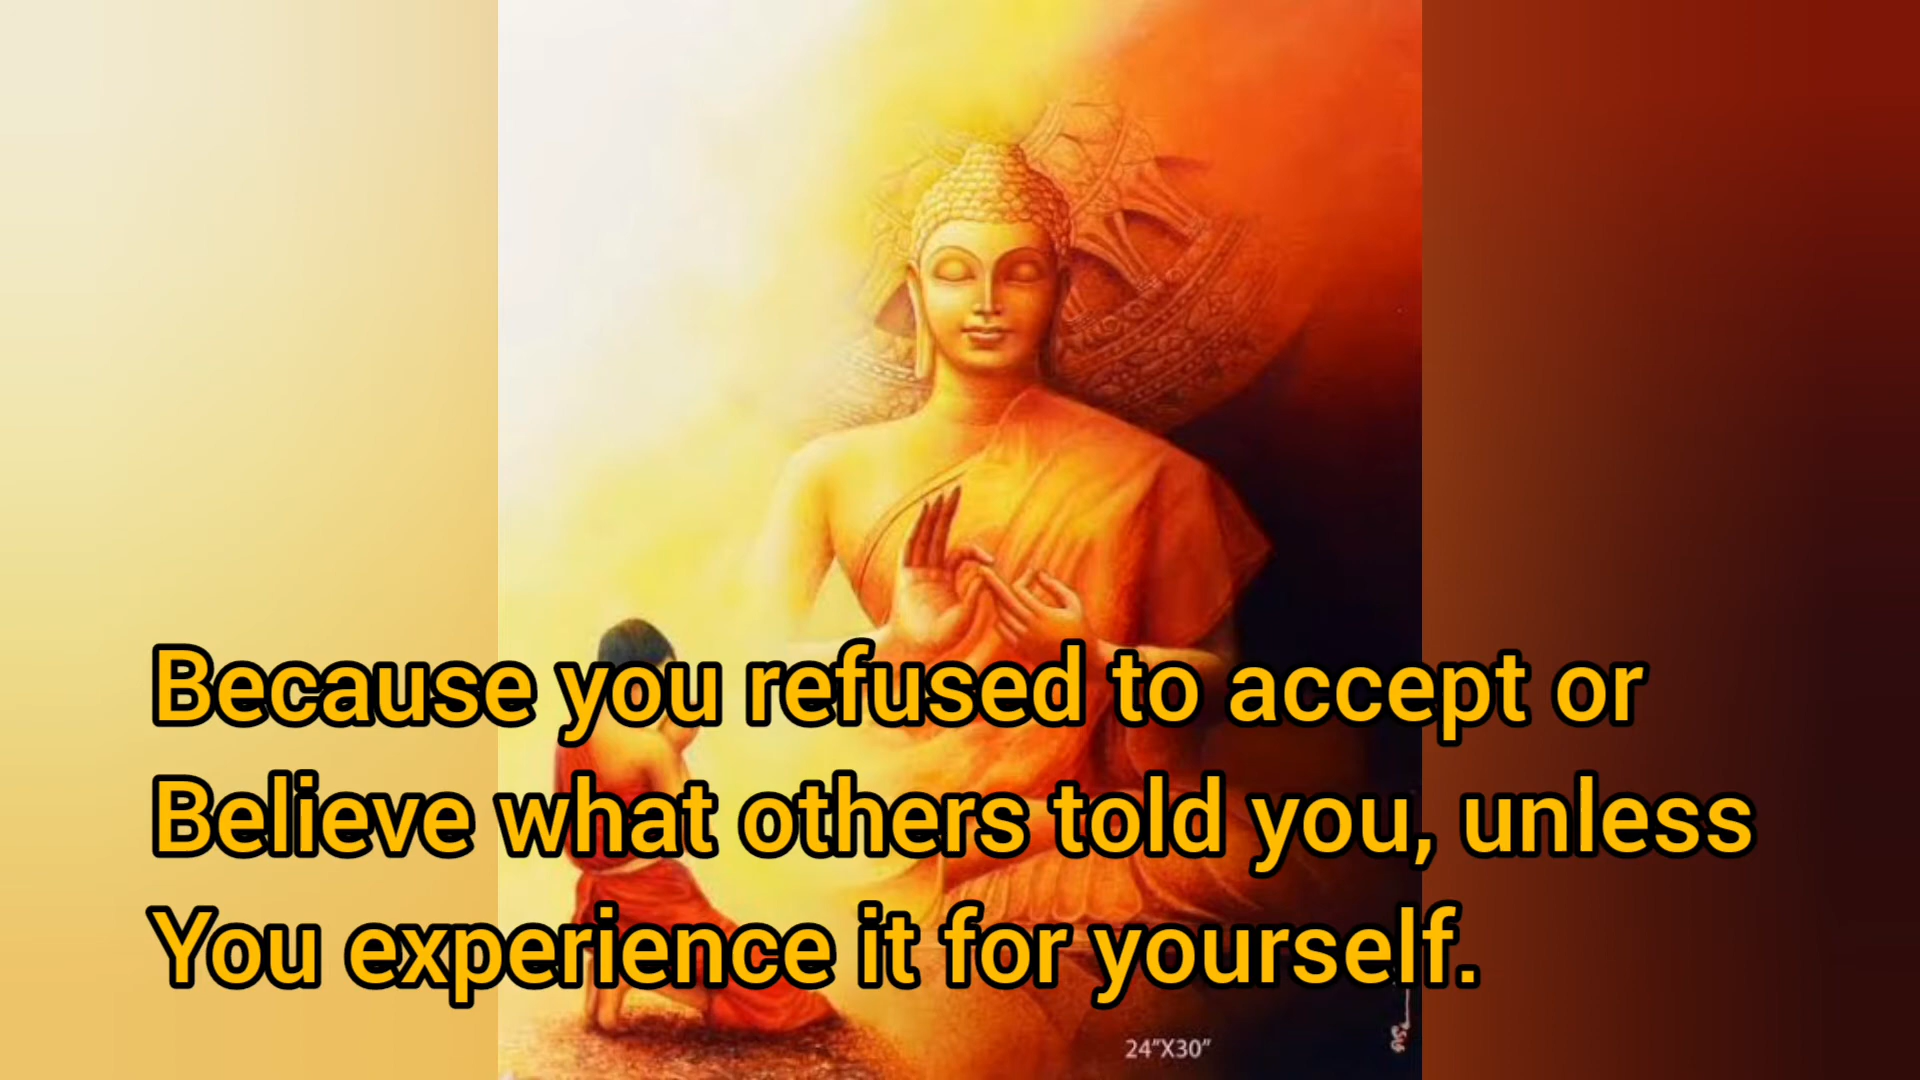 Because you refused to accept or
Believe what others told you, unless
You experience it for yourself.
24"X30"